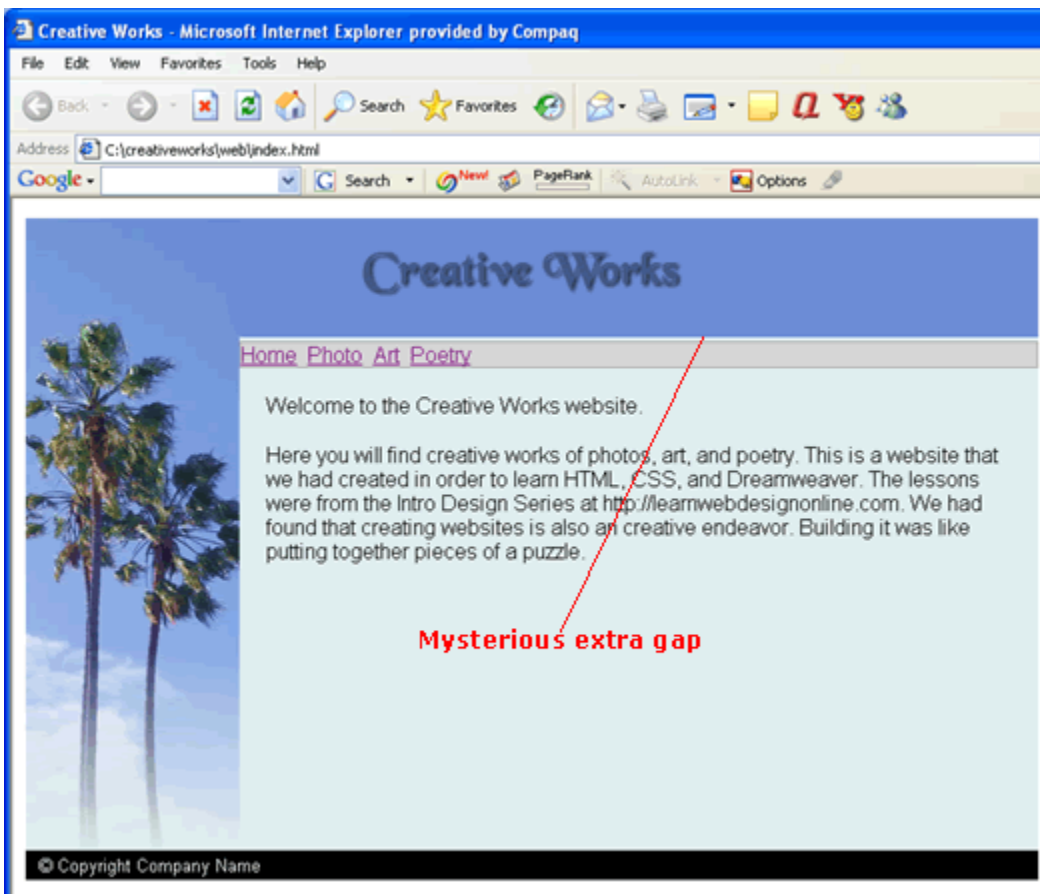 Creative Works - Microsoft Internet Explorer provided by Compaq
File Edit View Favorites Tools Help
Back Search Favorites
Address C:\creativeworks\web\index.html
Google G Search New! PageRank AutoLink Options
Creative Works
Home Photo Art Poetry
Welcome to the Creative Works website.
Here you will find creative works of photos, art, and poetry. This is a website that
we had created in order to learn HTML, CSS, and Dreamweaver. The lessons
were from the Intro Design Series at http://learnwebdesignonline.com. We had
found that creating websites is also an creative endeavor. Building it was like
putting together pieces of a puzzle.
Mysterious extra gap
© Copyright Company Name